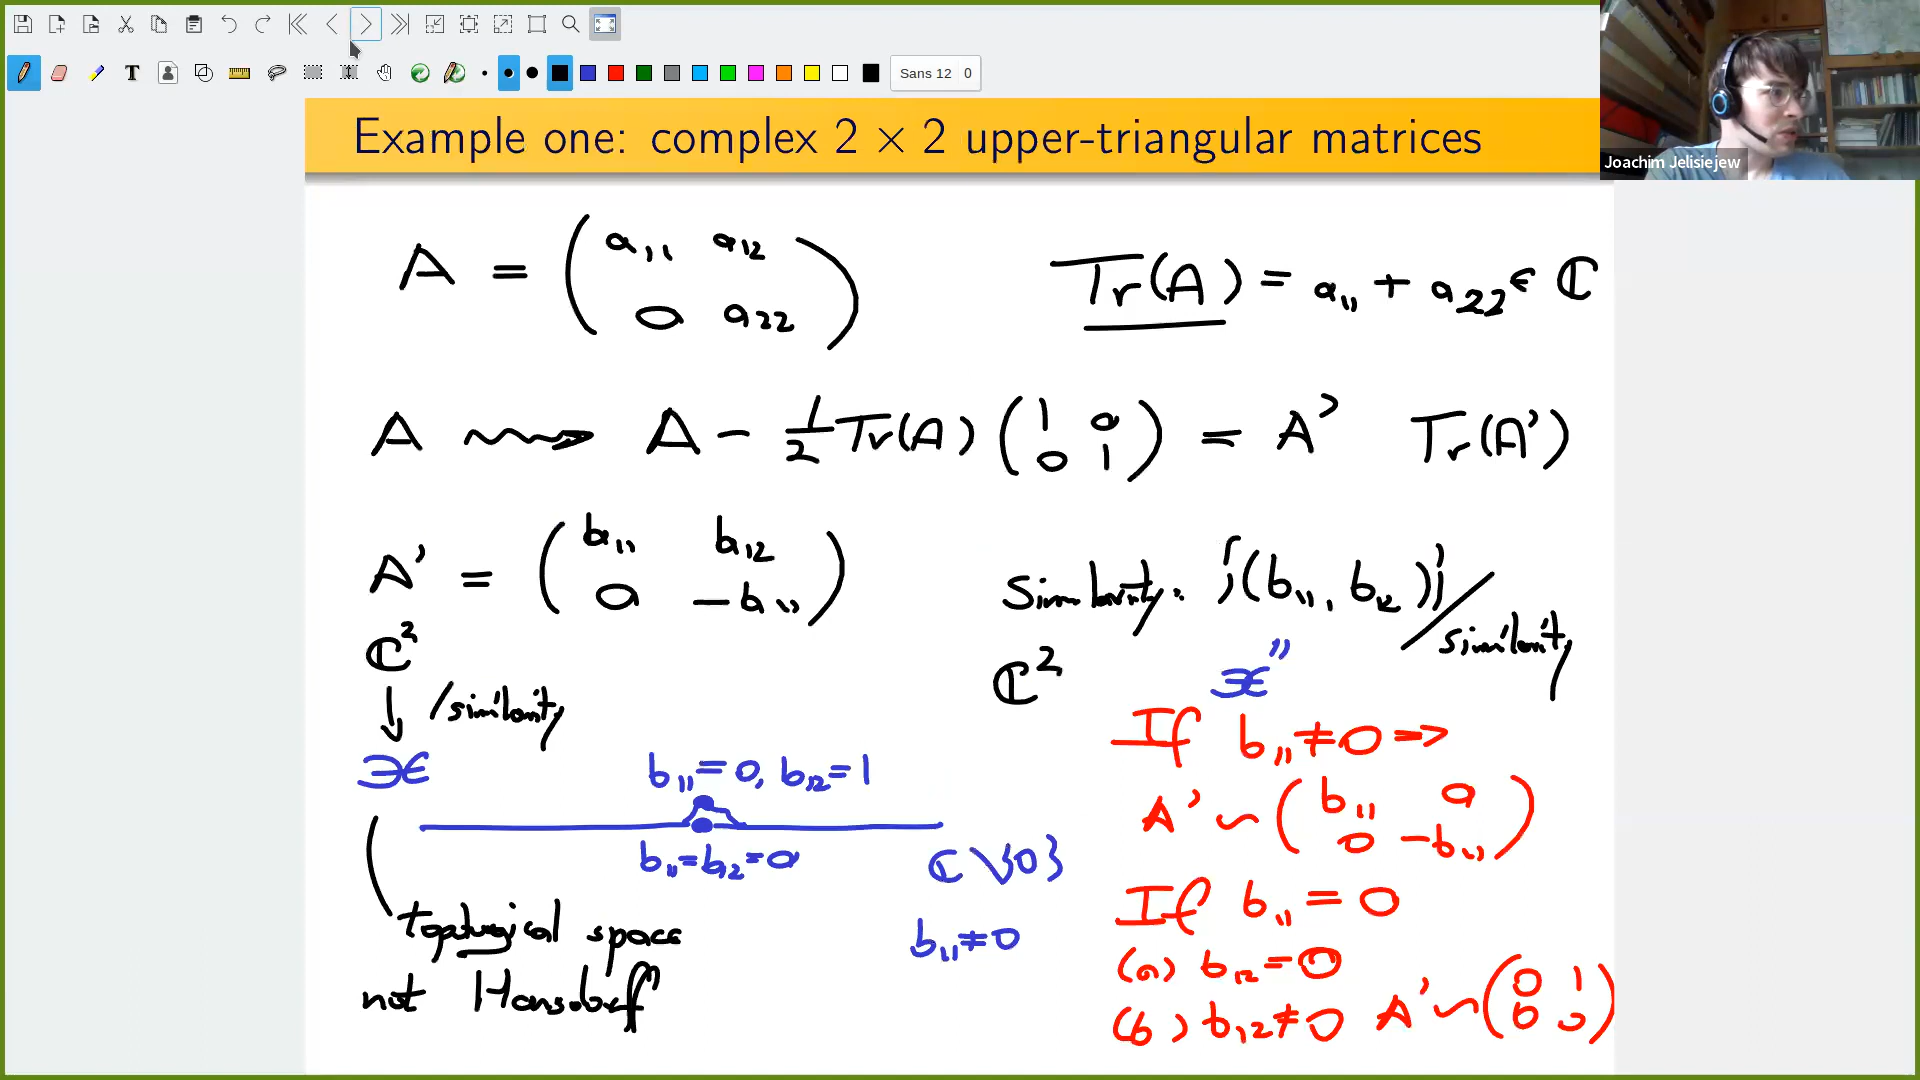 Sans 12 0
Joachim Jelisiejew
Example one: complex 2 × 2 upper-triangular matrices
A = ( a11 a12
0 a22 )
Tr(A) = a11 + a22 ∈ ℂ
A ⇝ A − 1/2 Tr(A) ( 1 0
0 1 ) = A' Tr(A')
A' = ( b11 b12
0 −b11 )
Similarity: {(b11, b12)} / similarity
ℂ²
ℂ²
↓ /similarity
If b11 ≠ 0 ⇒
b11 = 0, b12 = 1
b11 = b12 = 0
A' ~ ( b11 0
0 −b11 )
ℂ \ {0}
b11 ≠ 0
If b11 = 0
(a) b12 = 0
(b) b12 ≠ 0 A' ~ ( 0 1
0 0 )
topological space
not Hausdorff